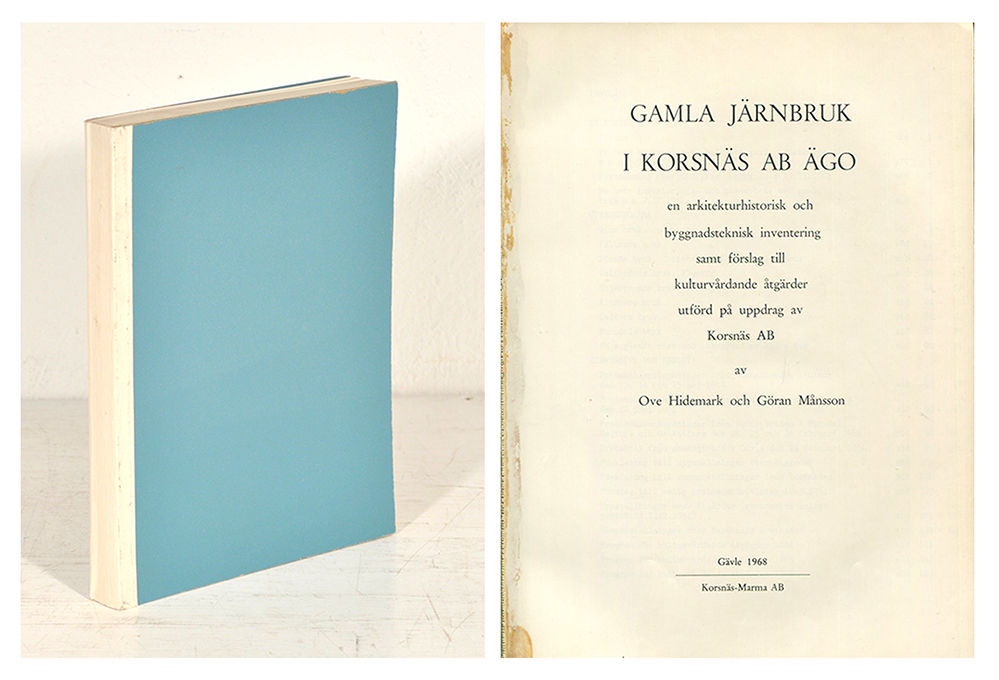 GAMLA JÄRNBRUK
I KORSNÄS AB ÄGO
en arkitekturhistorisk och
byggnadsteknisk inventering
samt förslag till
kulturvårdande åtgärder
utförd på uppdrag av
Korsnäs AB
av
Ove Hidemark och Göran Månsson
Gävle 1968
Korsnäs-Marma AB